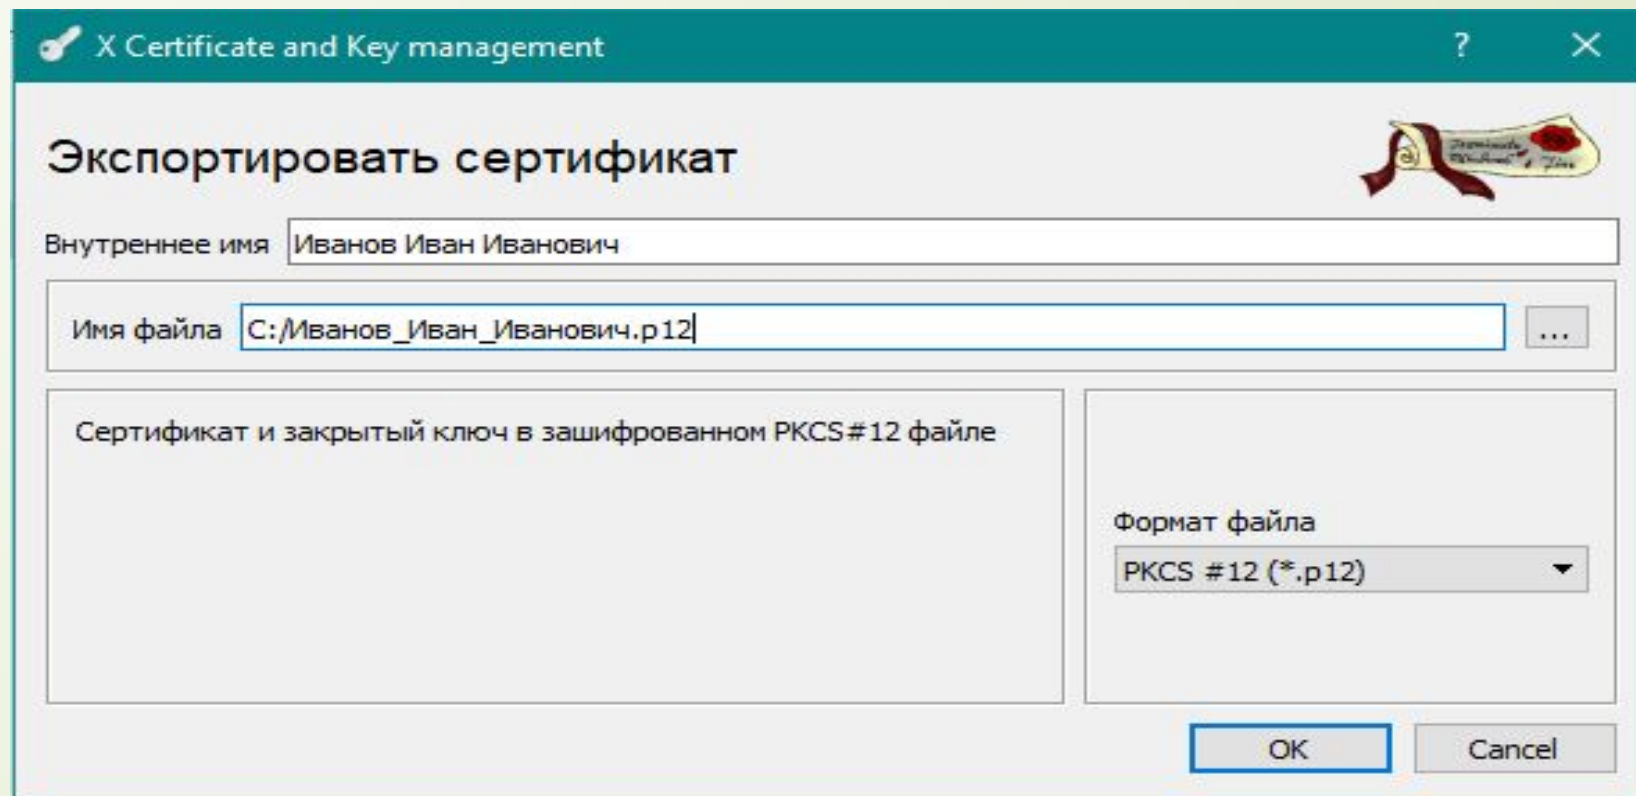 X Certificate and Key management
?
Экспортировать сертификат
Внутреннее имя Иванов Иван Иванович
Имя файла C:/Иванов_Иван_Иванович.p12 ...
Сертификат и закрытый ключ в зашифрованном PKCS#12 файле
Формат файла
PKCS #12 (*.p12)
OK Cancel